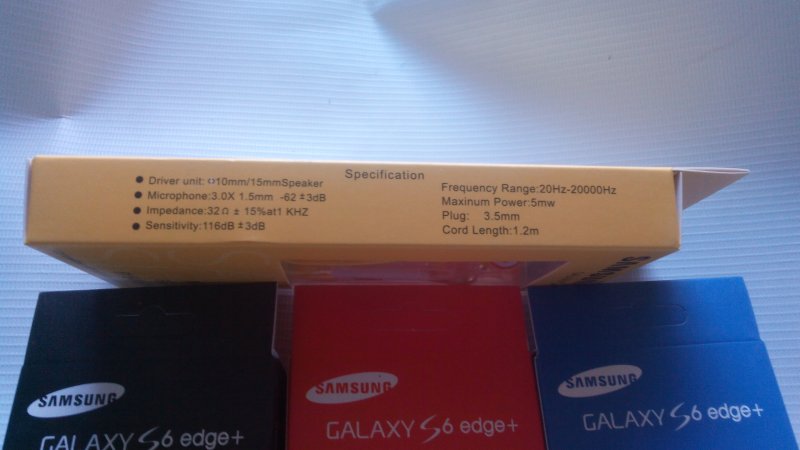 Specification
Driver unit: 10mm/15mmSpeaker
Microphone:3.0X 1.5mm -62±3dB
Impedance:32Ω ± 15%at1 KHZ
Sensitivity:116dB ±3dB
Frequency Range:20Hz-20000Hz
Maxinum Power:5mw
Plug: 3.5mm
Cord Length:1.2m
SAMSUNG
SAMSUNG
GALAXY S6 edge+
SAMSUNG
GALAXY S6 edge+
SAMSUNG
GALAXY S6 edge+